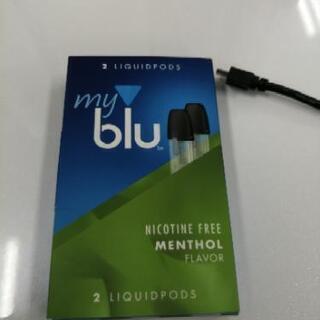 2 LIQUIDPODS
my
blu
NICOTINE FREE
MENTHOL
FLAVOR
2 LIQUIDPODS